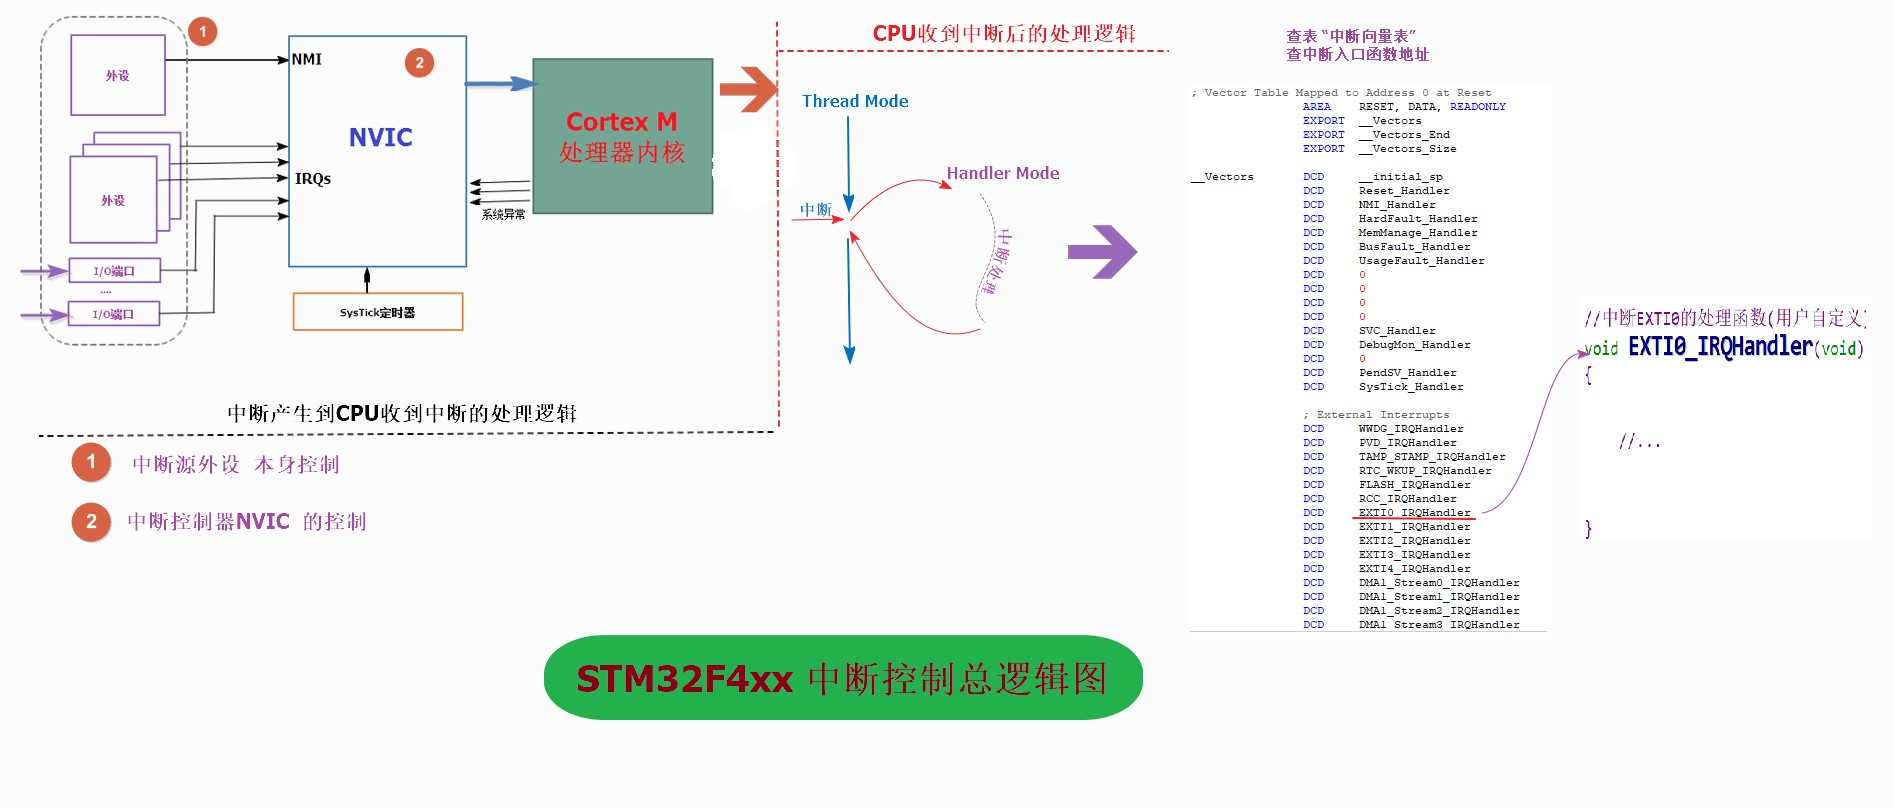 1
外设
外设
I/O端口
....
I/O端口
NMI
2
NVIC
IRQs
SysTick定时器
Cortex M
处理器内核
系统异常
中断产生到CPU收到中断的处理逻辑
1 中断源外设 本身控制
2 中断控制器NVIC 的控制
CPU收到中断后的处理逻辑
Thread Mode
Handler Mode
中断
中断处理
查表“中断向量表”
查中断入口函数地址
; Vector Table Mapped to Address 0 at Reset
AREA RESET, DATA, READONLY
EXPORT __Vectors
EXPORT __Vectors_End
EXPORT __Vectors_Size
__Vectors DCD __initial_sp
DCD Reset_Handler
DCD NMI_Handler
DCD HardFault_Handler
DCD MemManage_Handler
DCD BusFault_Handler
DCD UsageFault_Handler
DCD 0
DCD 0
DCD 0
DCD 0
DCD SVC_Handler
DCD DebugMon_Handler
DCD 0
DCD PendSV_Handler
DCD SysTick_Handler
; External Interrupts
DCD WWDG_IRQHandler
DCD PVD_IRQHandler
DCD TAMP_STAMP_IRQHandler
DCD RTC_WKUP_IRQHandler
DCD FLASH_IRQHandler
DCD RCC_IRQHandler
DCD EXTI0_IRQHandler
DCD EXTI1_IRQHandler
DCD EXTI2_IRQHandler
DCD EXTI3_IRQHandler
DCD EXTI4_IRQHandler
DCD DMA1_Stream0_IRQHandler
DCD DMA1_Stream1_IRQHandler
DCD DMA1_Stream2_IRQHandler
DCD DMA1_Stream3_IRQHandler
//中断EXTI0的处理函数(用户自定义)
void EXTI0_IRQHandler(void)
{
//...
}
STM32F4xx 中断控制总逻辑图